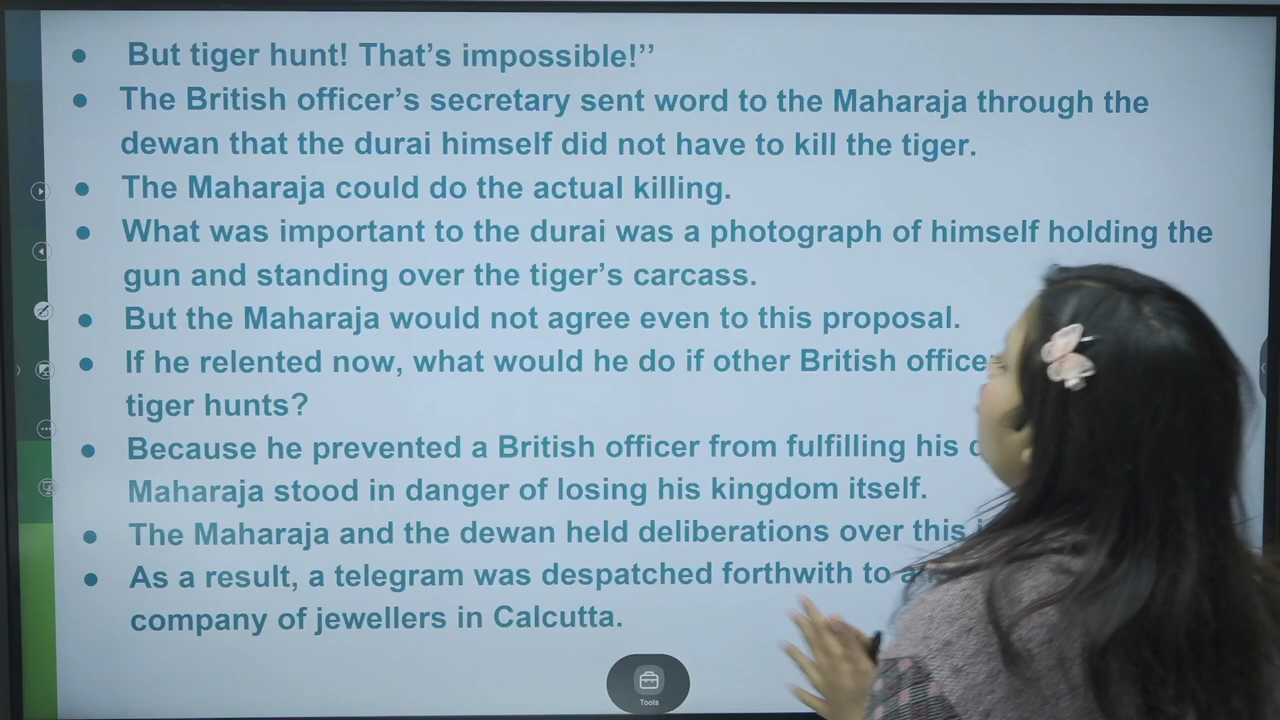 • But tiger hunt! That's impossible!''
• The British officer's secretary sent word to the Maharaja through the
dewan that the durai himself did not have to kill the tiger.
• The Maharaja could do the actual killing.
• What was important to the durai was a photograph of himself holding the
gun and standing over the tiger's carcass.
• But the Maharaja would not agree even to this proposal.
• If he relented now, what would he do if other British
tiger hunts?
• Because he prevented a British officer from fulfilling his
Maharaja stood in danger of losing his kingdom itself.
• The Maharaja and the dewan held deliberations over this
• As a result, a telegram was despatched forthwith to
company of jewellers in Calcutta.
Tools